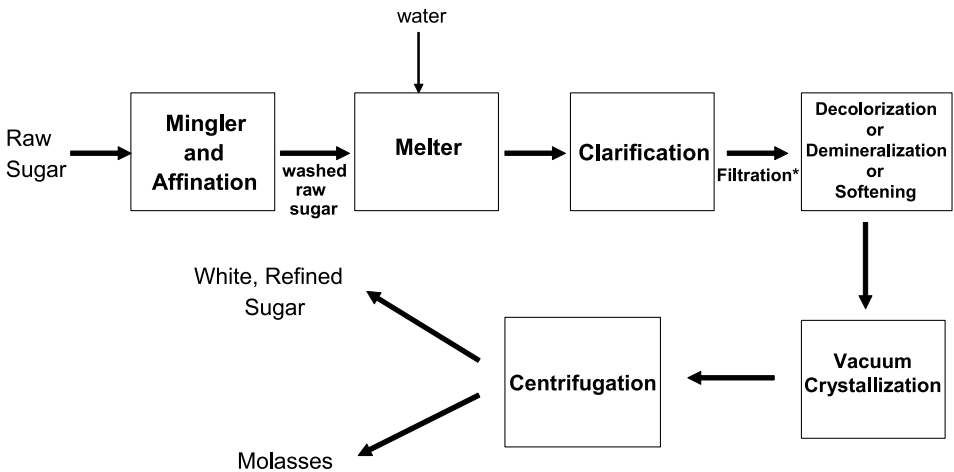 water
Raw
Sugar
Mingler
and
Affination
washed
raw
sugar
Melter
Clarification
Filtration*
Decolorization
or
Demineralization
or
Softening
Vacuum
Crystallization
Centrifugation
White, Refined
Sugar
Molasses